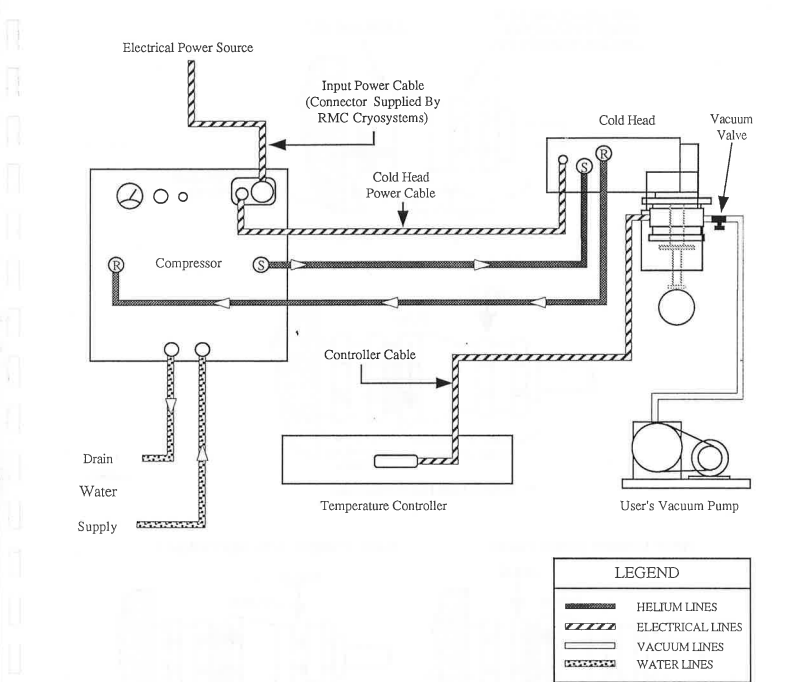 Electrical Power Source
Input Power Cable
(Connector Supplied By
RMC Cryosystems)
Cold Head
Vacuum
Valve
Cold Head
Power Cable
R
S
R
Compressor
S
Controller Cable
Drain
Water
Supply
Temperature Controller
User's Vacuum Pump
LEGEND
HELIUM LINES
ELECTRICAL LINES
VACUUM LINES
WATER LINES